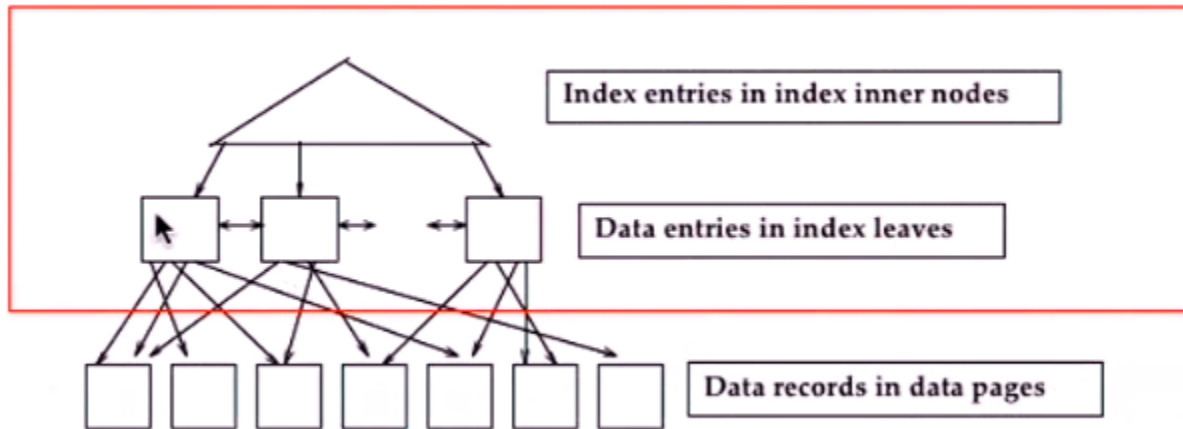 Index entries in index inner nodes
Data entries in index leaves
Data records in data pages